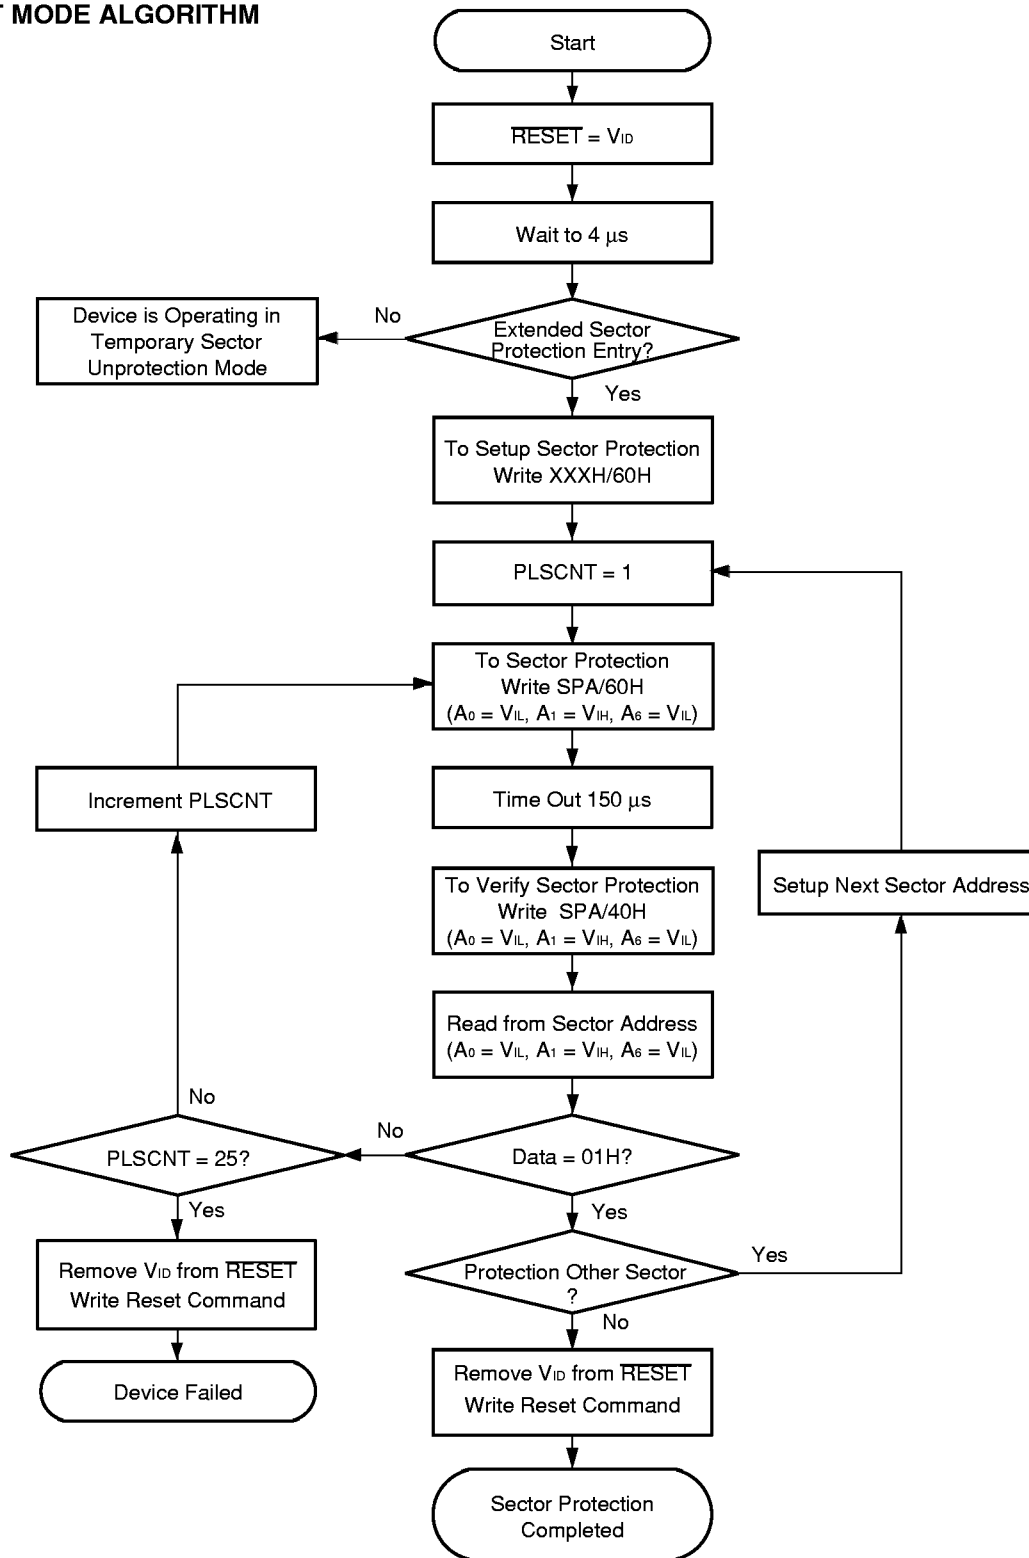 T MODE ALGORITHM
Start
RESET = VID
Wait to 4 μs
Extended Sector
Protection Entry?
No
Device is Operating in
Temporary Sector
Unprotection Mode
Yes
To Setup Sector Protection
Write XXXH/60H
PLSCNT = 1
To Sector Protection
Write SPA/60H
(A0 = VIL, A1 = VIH, A6 = VIL)
Time Out 150 μs
Increment PLSCNT
To Verify Sector Protection
Write SPA/40H
(A0 = VIL, A1 = VIH, A6 = VIL)
Setup Next Sector Address
Read from Sector Address
(A0 = VIL, A1 = VIH, A6 = VIL)
No
PLSCNT = 25?
No
Data = 01H?
Yes
Yes
Protection Other Sector
?
Yes
Remove VID from RESET
Write Reset Command
No
Device Failed
Remove VID from RESET
Write Reset Command
Sector Protection
Completed